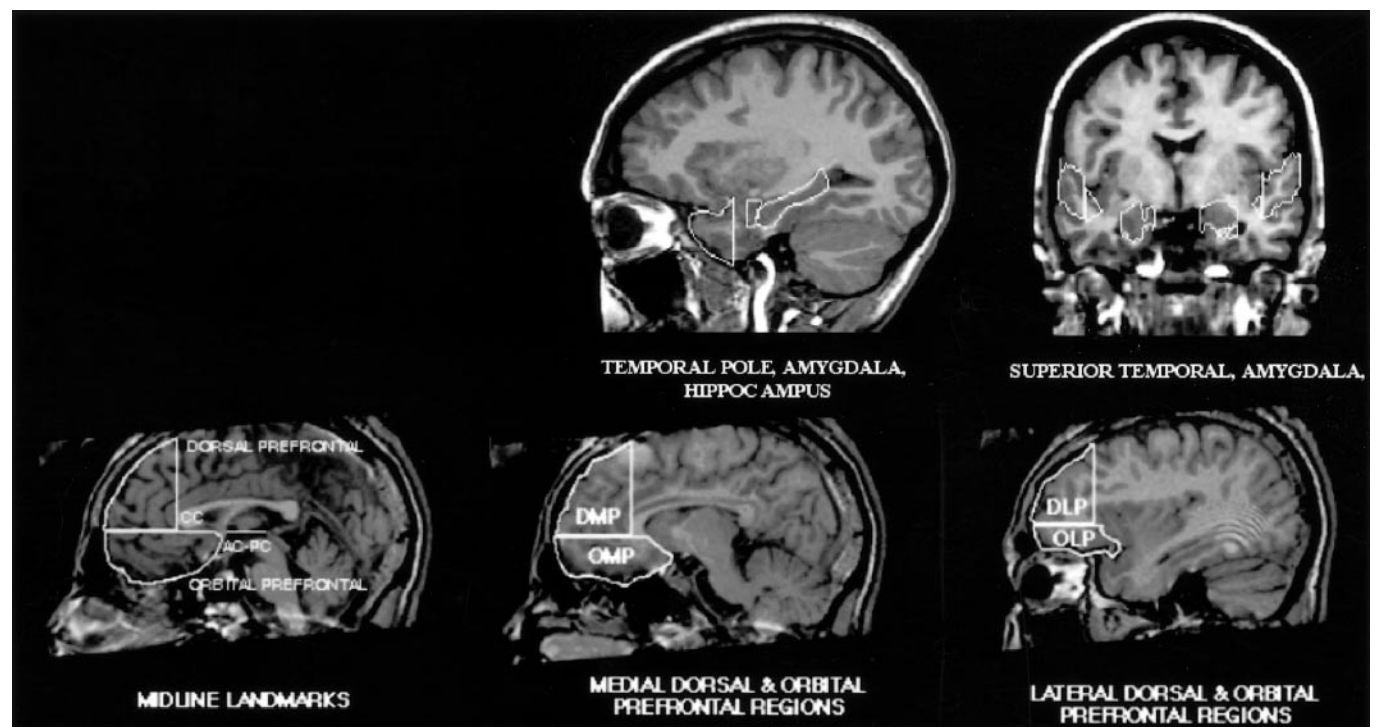 TEMPORAL POLE, AMYGDALA,
HIPPOC AMPUS
SUPERIOR TEMPORAL, AMYGDALA,
DORSAL PREFRONTAL
CC
AC-PC
ORBITAL PREFRONTAL
MIDLINE LANDMARKS
DMP
OMP
MEDIAL DORSAL & ORBITAL
PREFRONTAL REGIONS
DLP
OLP
LATERAL DORSAL & ORBITAL
PREFRONTAL REGIONS